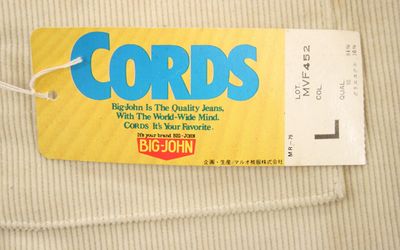 CORDS
Big-John Is The Quality Jeans,
With The World-Wide Mind.
CORDS It's Your Favorite.
It's your brand BIG-JOHN
BIG-JOHN
企画・生産/マルオ被服株式会社
MR-79
LOT. MVF452
COL.
QUAL
L